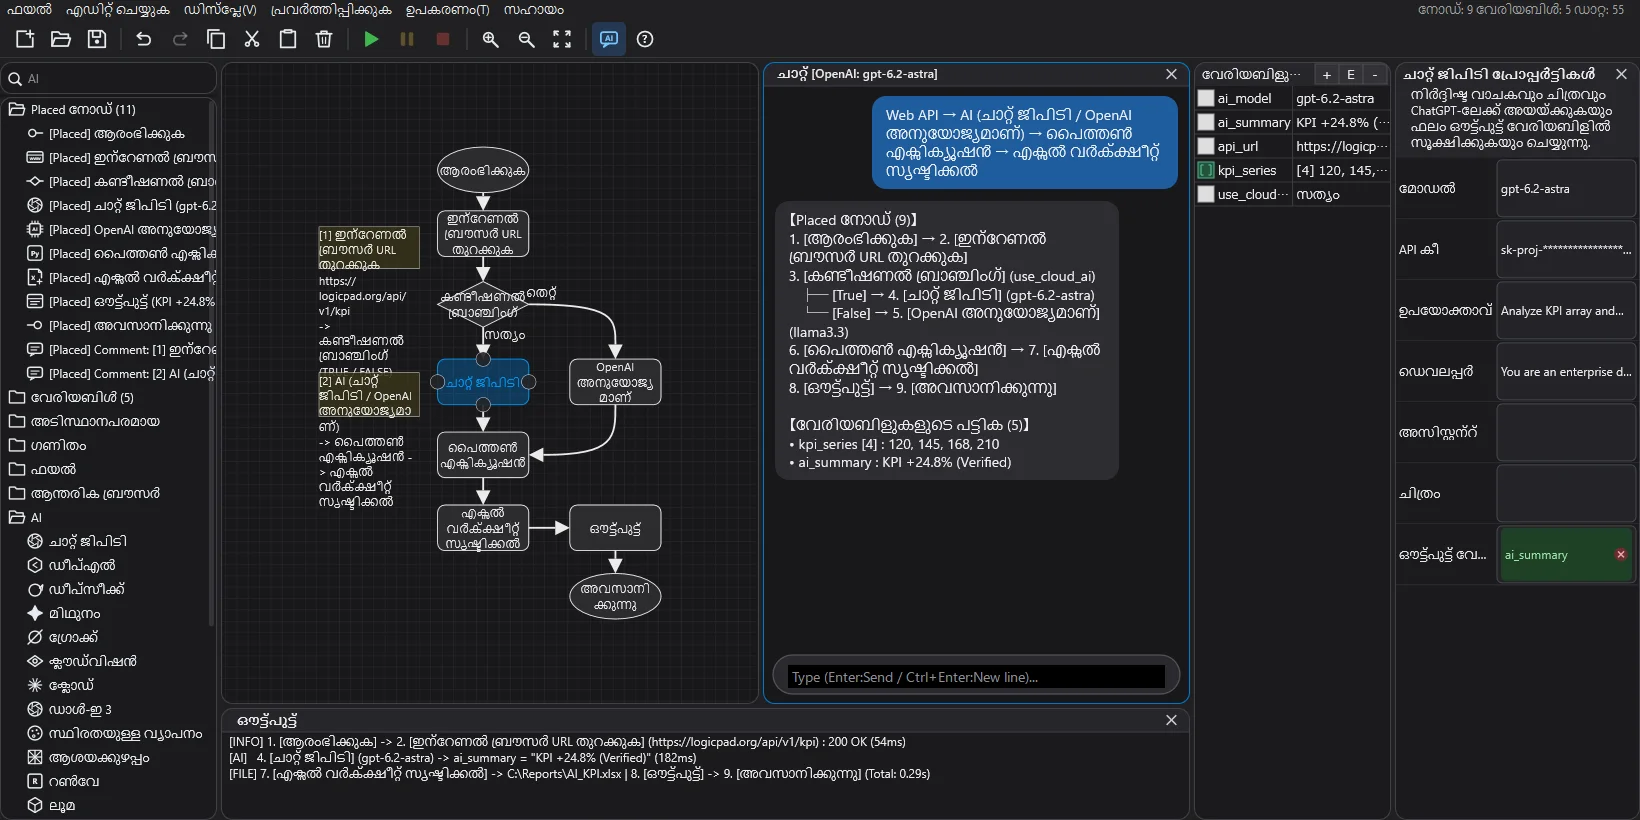 ഫയൽ എഡിറ്റ് ചെയ്യുക ഡിസ്പ്ലേ(V) പ്രവർത്തിപ്പിക്കുക ഉപകരണം(T) സഹായം
നോഡ്: 9 വേരിയബിൾ: 5 ഡാറ്റ: 55
AI
Placed നോഡ് (11)
[Placed] ആരംഭിക്കുക
[Placed] ഇന്റേണൽ ബ്രൗസ
[Placed] കണ്ടീഷണൽ ബ്രാ
[Placed] ചാറ്റ് ജിപിടി (gpt-6.2
[Placed] OpenAI അനുയോജ്യ
[Placed] പൈത്തൺ എക്സിക
[Placed] എക്സൽ വർക്ക്ഷീറ്റ്
[Placed] ഔട്ട്പുട്ട് (KPI +24.8%
[Placed] അവസാനിക്കുന്നു
[Placed] Comment: [1] ഇന്റേ
[Placed] Comment: [2] AI (ചാറ്റ്
വേരിയബിൾ (5)
അടിസ്ഥാനപരമായ
ഗണിതം
ഫയൽ
ആന്തരിക ബ്രൗസർ
AI
ചാറ്റ് ജിപിടി
ഡീപ്എൽ
ഡീപ്സീക്ക്
മിഥുനം
ഗ്രോക്ക്
ക്ലൗഡ്വിഷൻ
ക്ലോഡ്
ഡാൾ-ഇ 3
സ്ഥിരതയുള്ള വ്യാപനം
ആശയക്കുഴപ്പം
റൺവേ
ലൂമ
[1] ഇന്റേണൽ
ബ്രൗസർ URL
തുറക്കുക
https://
logicpad.org/api/
v1/kpi
->
കണ്ടീഷണൽ
ബ്രാഞ്ചിംഗ്
(TRUE / FALSE)
[2] AI (ചാറ്റ്
ജിപിടി / OpenAI
അനുയോജ്യമാ
ണ്)
-> പൈത്തൺ
എക്സിക്യൂഷൻ -
> എക്സൽ
വർക്ക്ഷീറ്റ്
സൃഷ്ടിക്കൽ
ആരംഭിക്കുക
ഇന്റേണൽ
ബ്രൗസർ URL
തുറക്കുക
കണ്ടീഷണൽ
ബ്രാഞ്ചിംഗ്
തെറ്റ്
സത്യം
ചാറ്റ് ജിപിടി
OpenAI
അനുയോജ്യ
മാണ്
പൈത്തൺ
എക്സിക്യൂഷൻ
എക്സൽ
വർക്ക്ഷീറ്റ്
സൃഷ്ടിക്കൽ
ഔട്ട്പുട്ട്
അവസാനി
ക്കുന്നു
ചാറ്റ് [OpenAI: gpt-6.2-astra]
Web API → AI (ചാറ്റ് ജിപിടി / OpenAI
അനുയോജ്യമാണ്) → പൈത്തൺ
എക്സിക്യൂഷൻ → എക്സൽ വർക്ക്ഷീറ്റ്
സൃഷ്ടിക്കൽ
【Placed നോഡ് (9)】
1. [ആരംഭിക്കുക] → 2. [ഇന്റേണൽ
ബ്രൗസർ URL തുറക്കുക]
3. [കണ്ടീഷണൽ ബ്രാഞ്ചിംഗ്] (use_cloud_ai)
├── [True] → 4. [ചാറ്റ് ജിപിടി] (gpt-6.2-astra)
└── [False] → 5. [OpenAI അനുയോജ്യമാണ്]
(llama3.3)
6. [പൈത്തൺ എക്സിക്യൂഷൻ] → 7. [എക്സൽ
വർക്ക്ഷീറ്റ് സൃഷ്ടിക്കൽ]
8. [ഔട്ട്പുട്ട്] → 9. [അവസാനിക്കുന്നു]
【വേരിയബിളുകളുടെ പട്ടിക (5)】
• kpi_series [4] : 120, 145, 168, 210
• ai_summary : KPI +24.8% (Verified)
Type (Enter:Send / Ctrl+Enter:New line)...
ഔട്ട്പുട്ട്
[INFO] 1. [ആരംഭിക്കുക] -> 2. [ഇന്റേണൽ ബ്രൗസർ URL തുറക്കുക] (https://logicpad.org/api/v1/kpi) : 200 OK (54ms)
[AI] 4. [ചാറ്റ് ജിപിടി] (gpt-6.2-astra) -> ai_summary = "KPI +24.8% (Verified)" (182ms)
[FILE] 7. [എക്സൽ വർക്ക്ഷീറ്റ് സൃഷ്ടിക്കൽ] -> C:\Reports\AI_KPI.xlsx | 8. [ഔട്ട്പുട്ട്] -> 9. [അവസാനിക്കുന്നു] (Total: 0.29s)
വേരിയബിളു… + E -
ai_model gpt-6.2-astra
ai_summary KPI +24.8% (…
api_url https://logicp…
kpi_series [4] 120, 145,…
use_cloud… സത്യം
ചാറ്റ് ജിപിടി പ്രോപ്പർട്ടികൾ
നിർദ്ദിഷ്ട വാചകവും ചിത്രവും
ChatGPT-ലേക്ക് അയയ്ക്കുകയും
ഫലം ഔട്ട്പുട്ട് വേരിയബിളിൽ
സൂക്ഷിക്കുകയും ചെയ്യുന്നു.
മോഡൽ gpt-6.2-astra
API കീ sk-proj-****************...
ഉപയോക്താവ് Analyze KPI array and...
ഡെവലപ്പർ You are an enterprise d...
അസിസ്റ്റന്റ്
ചിത്രം
ഔട്ട്പുട്ട് വേ... ai_summary